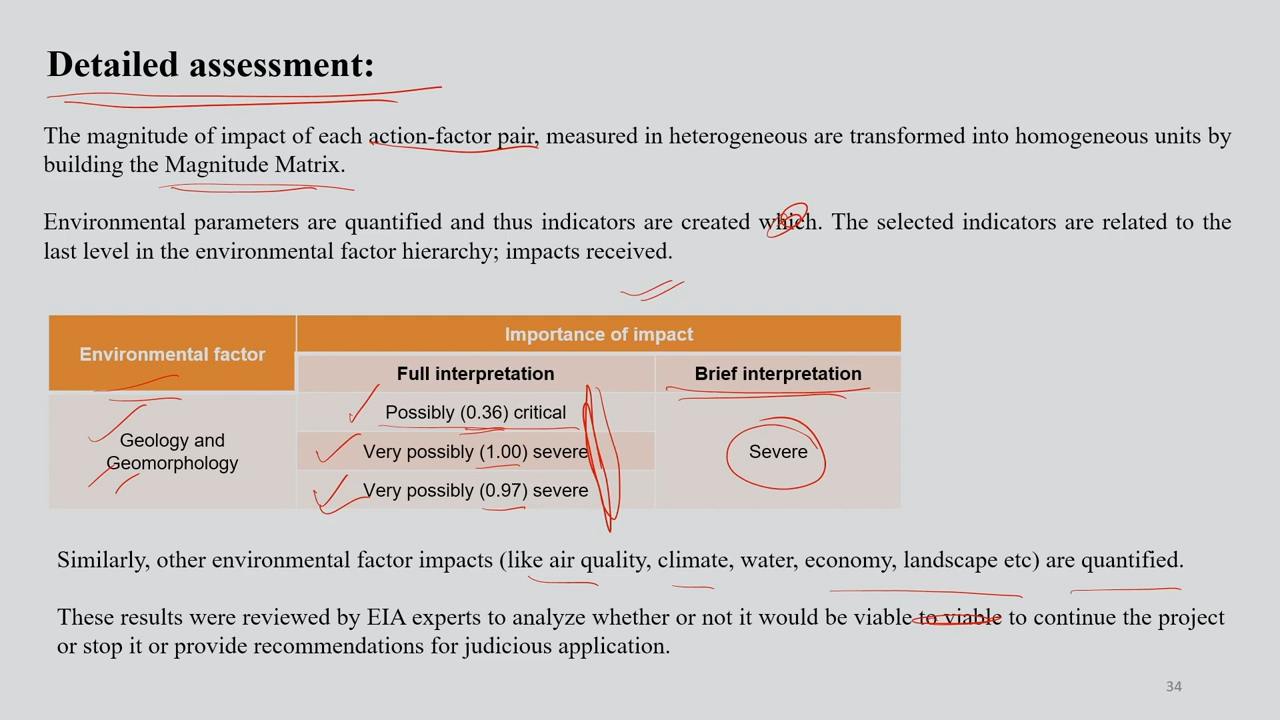 Detailed assessment:
The magnitude of impact of each action-factor pair, measured in heterogeneous are transformed into homogeneous units by
building the Magnitude Matrix.
Environmental parameters are quantified and thus indicators are created which. The selected indicators are related to the
last level in the environmental factor hierarchy; impacts received.
Environmental factor
Importance of impact
Full interpretation
Brief interpretation
Geology and
Geomorphology
Possibly (0.36) critical
Very possibly (1.00) severe
Very possibly (0.97) severe
Severe
Similarly, other environmental factor impacts (like air quality, climate, water, economy, landscape etc) are quantified.
These results were reviewed by EIA experts to analyze whether or not it would be viable to viable to continue the project
or stop it or provide recommendations for judicious application.
34